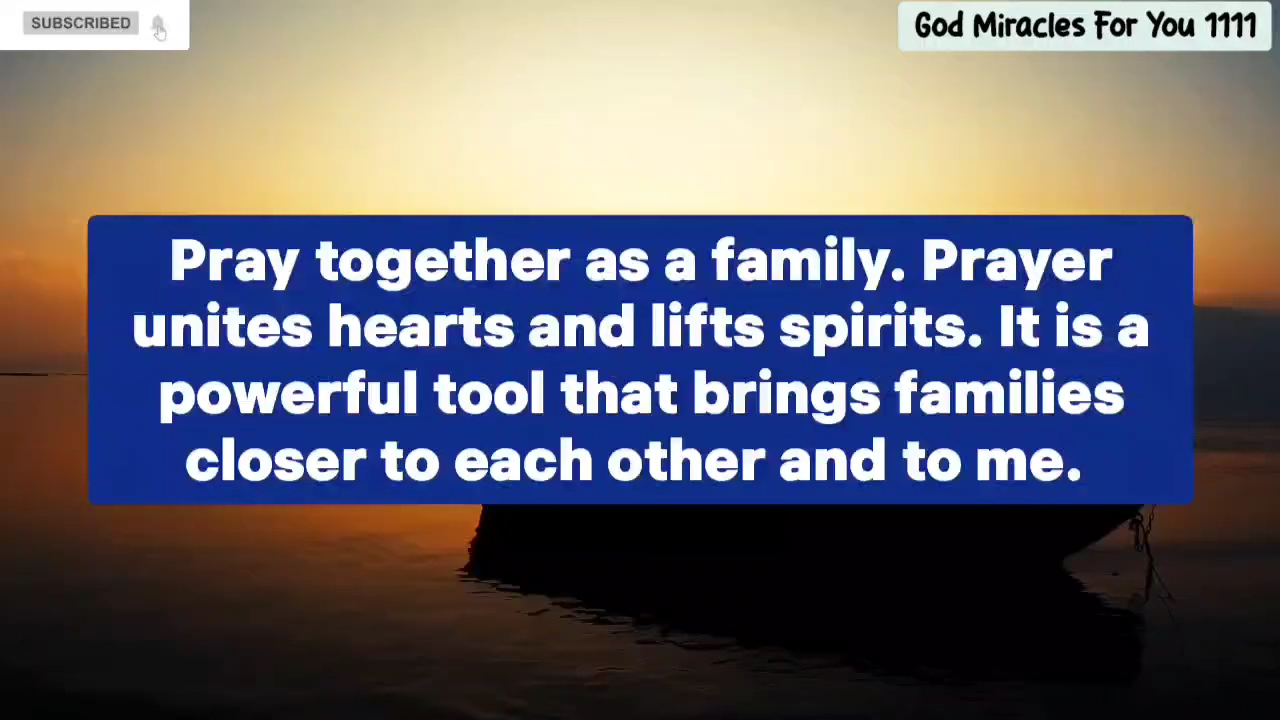 SUBSCRIBED
God Miracles For You 1111
Pray together as a family. Prayer
unites hearts and lifts spirits. It is a
powerful tool that brings families
closer to each other and to me.